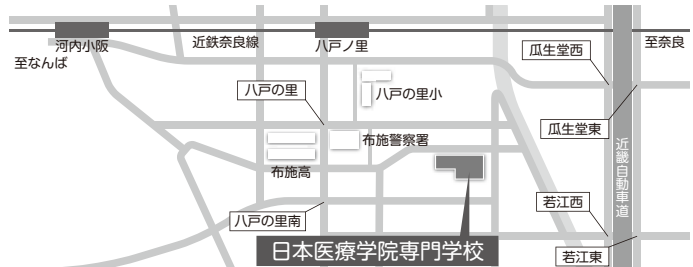 河内小阪
近鉄奈良線
八戸ノ里
至奈良
至なんば
瓜生堂西
八戸の里
八戸の里小
瓜生堂東
布施警察署
近畿自動車道
布施高
若江西
八戸の里南
日本医療学院専門学校
若江東